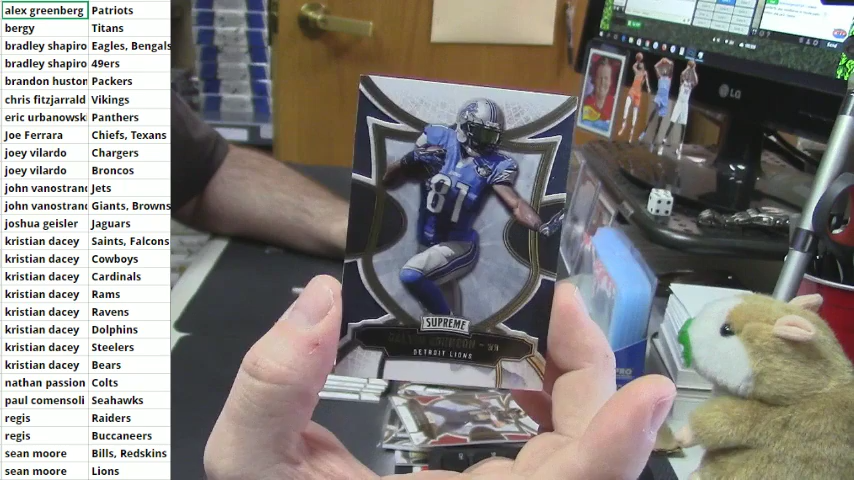 alex greenberg Patriots
bergy Titans
bradley shapiro Eagles, Bengals
bradley shapiro 49ers
brandon huston Packers
chris fitzjarrald Vikings
eric urbanowsk Panthers
Joe Ferrara Chiefs, Texans
joey vilardo Chargers
joey vilardo Broncos
john vanostrand Jets
john vanostrand Giants, Browns
joshua geisler Jaguars
kristian dacey Saints, Falcons
kristian dacey Cowboys
kristian dacey Cardinals
kristian dacey Rams
kristian dacey Ravens
kristian dacey Dolphins
kristian dacey Steelers
kristian dacey Bears
nathan passion Colts
paul comensoli Seahawks
regis Raiders
regis Buccaneers
sean moore Bills, Redskins
sean moore Lions
81
SUPREME
DETROIT LIONS
LG